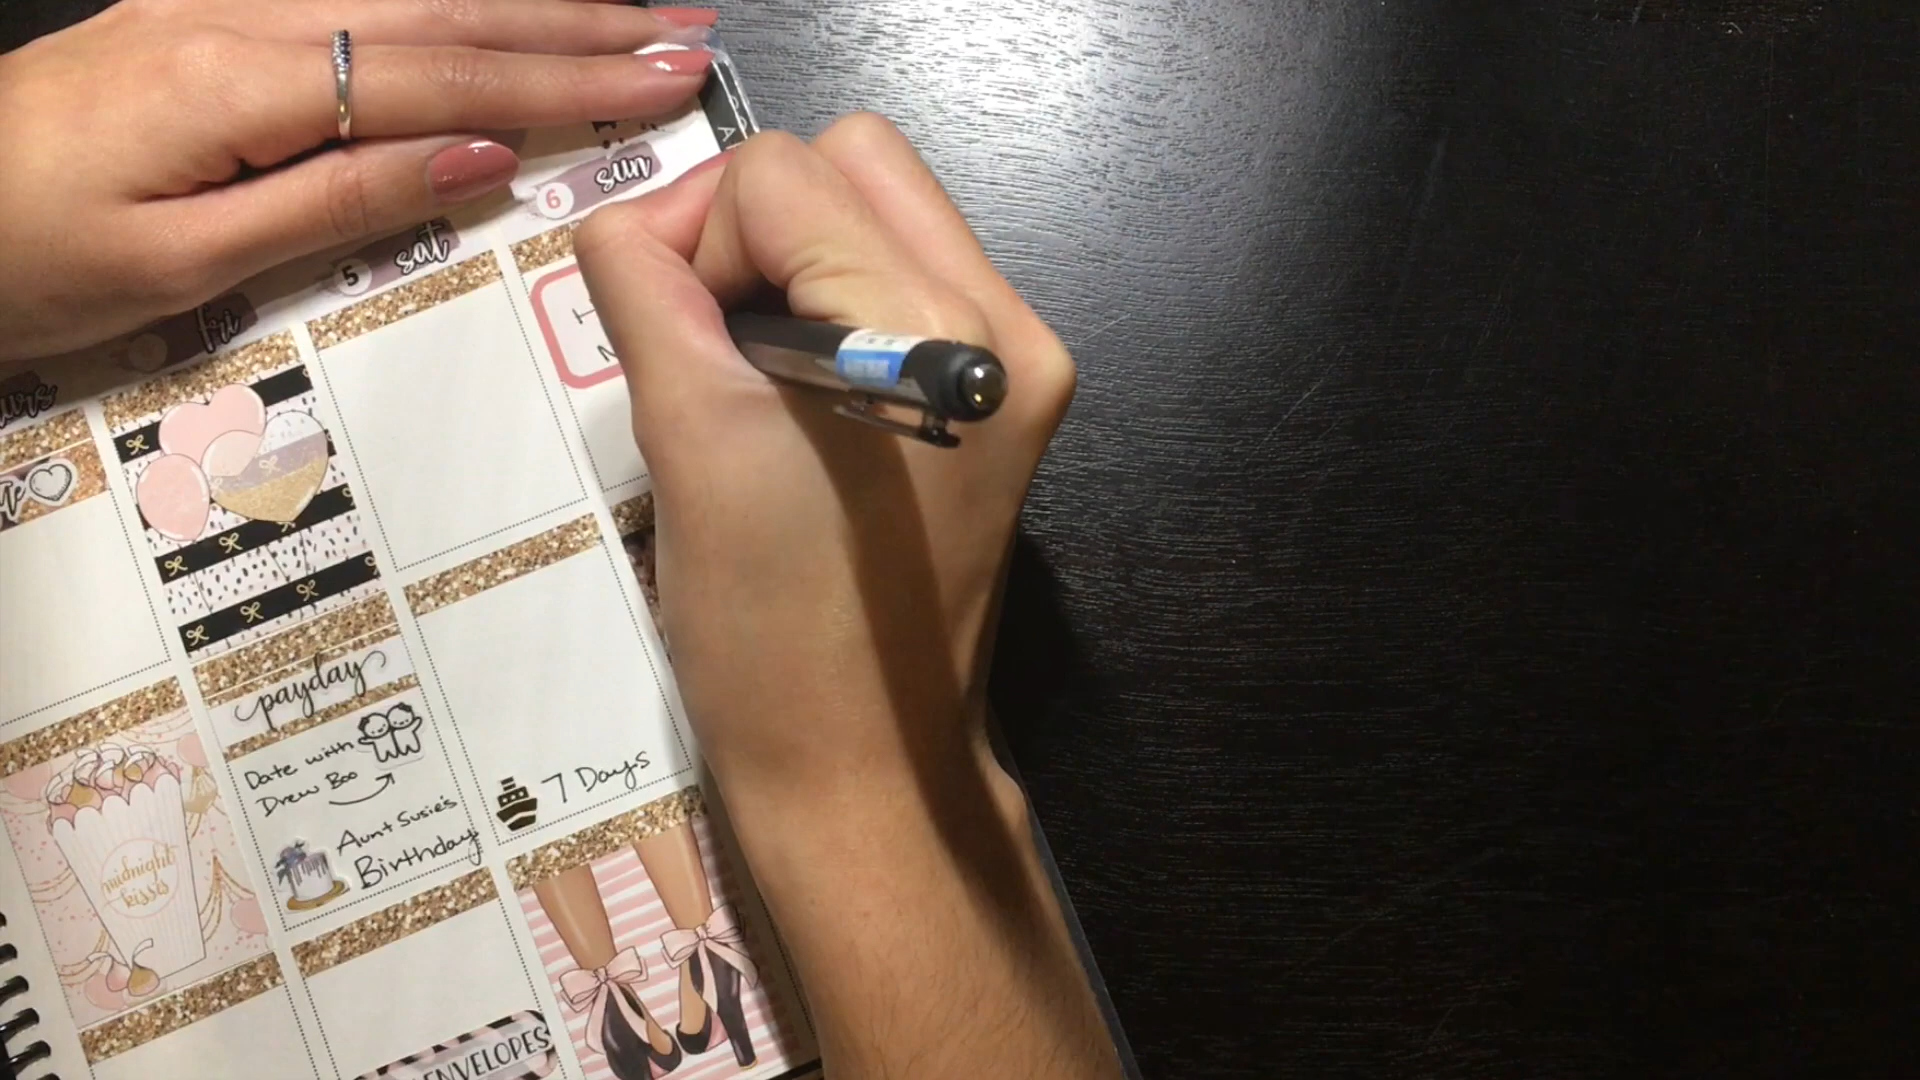 6 sun
5 sat
fri
payday
Date with
Drew Boo
Aunt Susie's
Birthday
7 Days
midnight
kisses
ENVELOPES